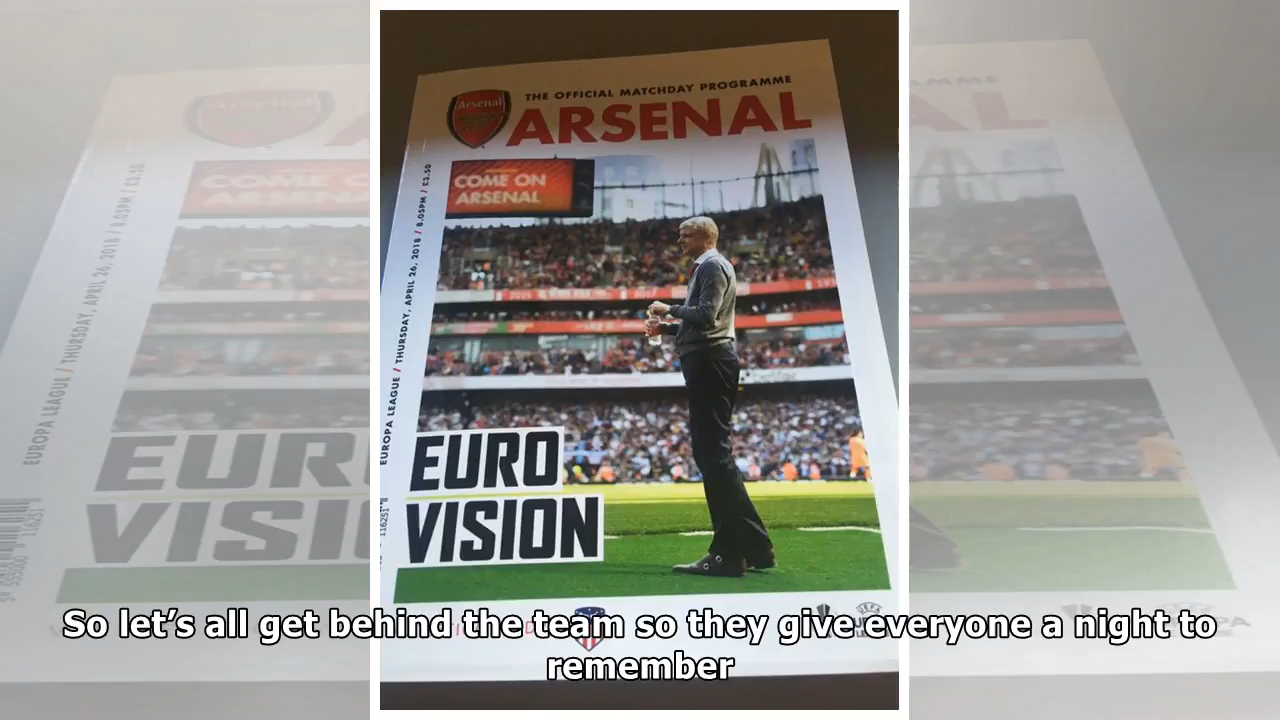 THE OFFICIAL MATCHDAY PROGRAMME
Arsenal
ARSENAL
COME ON
ARSENAL
EUROPA LEAGUE / THURSDAY, APRIL 26, 2018 / 8.05PM / £3.50
EURO
VISION
So let’s all get behind the team so they give everyone a night to
remember